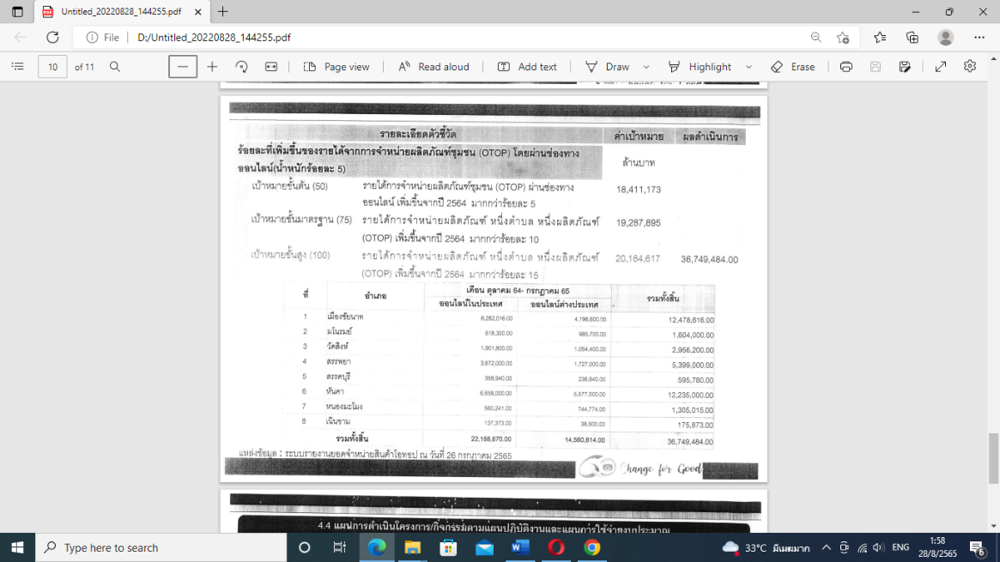 Untitled_20220828_144255.pdf
File D:/Untitled_20220828_144255.pdf
10 of 11 Page view Read aloud Add text Draw Highlight Erase
รายละเอียดตัวชี้วัด ค่าเป้าหมาย ผลดำเนินการ
ร้อยละที่เพิ่มขึ้นของรายได้จากการจำหน่ายผลิตภัณฑ์ชุมชน (OTOP) โดยผ่านช่องทาง
ออนไลน์(น้ำหนักร้อยละ 5) ล้านบาท
เป้าหมายขั้นต้น (50) รายได้การจำหน่ายผลิตภัณฑ์ชุมชน (OTOP) ผ่านช่องทาง 18,411,173
ออนไลน์ เพิ่มขึ้นจากปี 2564 มากกว่าร้อยละ 5
เป้าหมายขั้นมาตรฐาน (75) รายได้การจำหน่ายผลิตภัณฑ์ หนึ่งตำบล หนึ่งผลิตภัณฑ์ 19,287,895
(OTOP) เพิ่มขึ้นจากปี 2564 มากกว่าร้อยละ 10
เป้าหมายขั้นสูง (100) รายได้การจำหน่ายผลิตภัณฑ์ หนึ่งตำบล หนึ่งผลิตภัณฑ์ 20,164,617 36,749,484.00
(OTOP) เพิ่มขึ้นจากปี 2564 มากกว่าร้อยละ 15
ที่ อำเภอ เดือน ตุลาคม 64- กรกฎาคม 65 รวมทั้งสิ้น
ออนไลน์ในประเทศ ออนไลน์ต่างประเทศ
1 เมืองชัยนาท 8,282,016.00 4,196,600.00 12,478,616.00
2 มโนรมย์ 618,300.00 985,700.00 1,604,000.00
3 วัดสิงห์ 1,901,800.00 1,054,400.00 2,956,200.00
4 สรรพยา 3,672,000.00 1,727,000.00 5,399,000.00
5 สรรคบุรี 358,940.00 236,840.00 595,780.00
6 หันคา 6,658,000.00 5,577,000.00 12,235,000.00
7 หนองมะโมง 560,241.00 744,774.00 1,305,015.00
8 เนินขาม 137,373.00 38,500.00 175,873.00
รวมทั้งสิ้น 22,188,670.00 14,560,814.00 36,749,484.00
แหล่งข้อมูล : ระบบรายงานยอดจำหน่ายสินค้าโอทอป ณ วันที่ 26 กรกฎาคม 2565
Change for Good
4.4 แผนการดำเนินโครงการ/กิจกรรมตามแผนปฏิบัติงานและแผนการใช้จ่ายงบประมาณ
Type here to search 33°C มีเมฆมาก ENG 1:58
28/8/2565 6